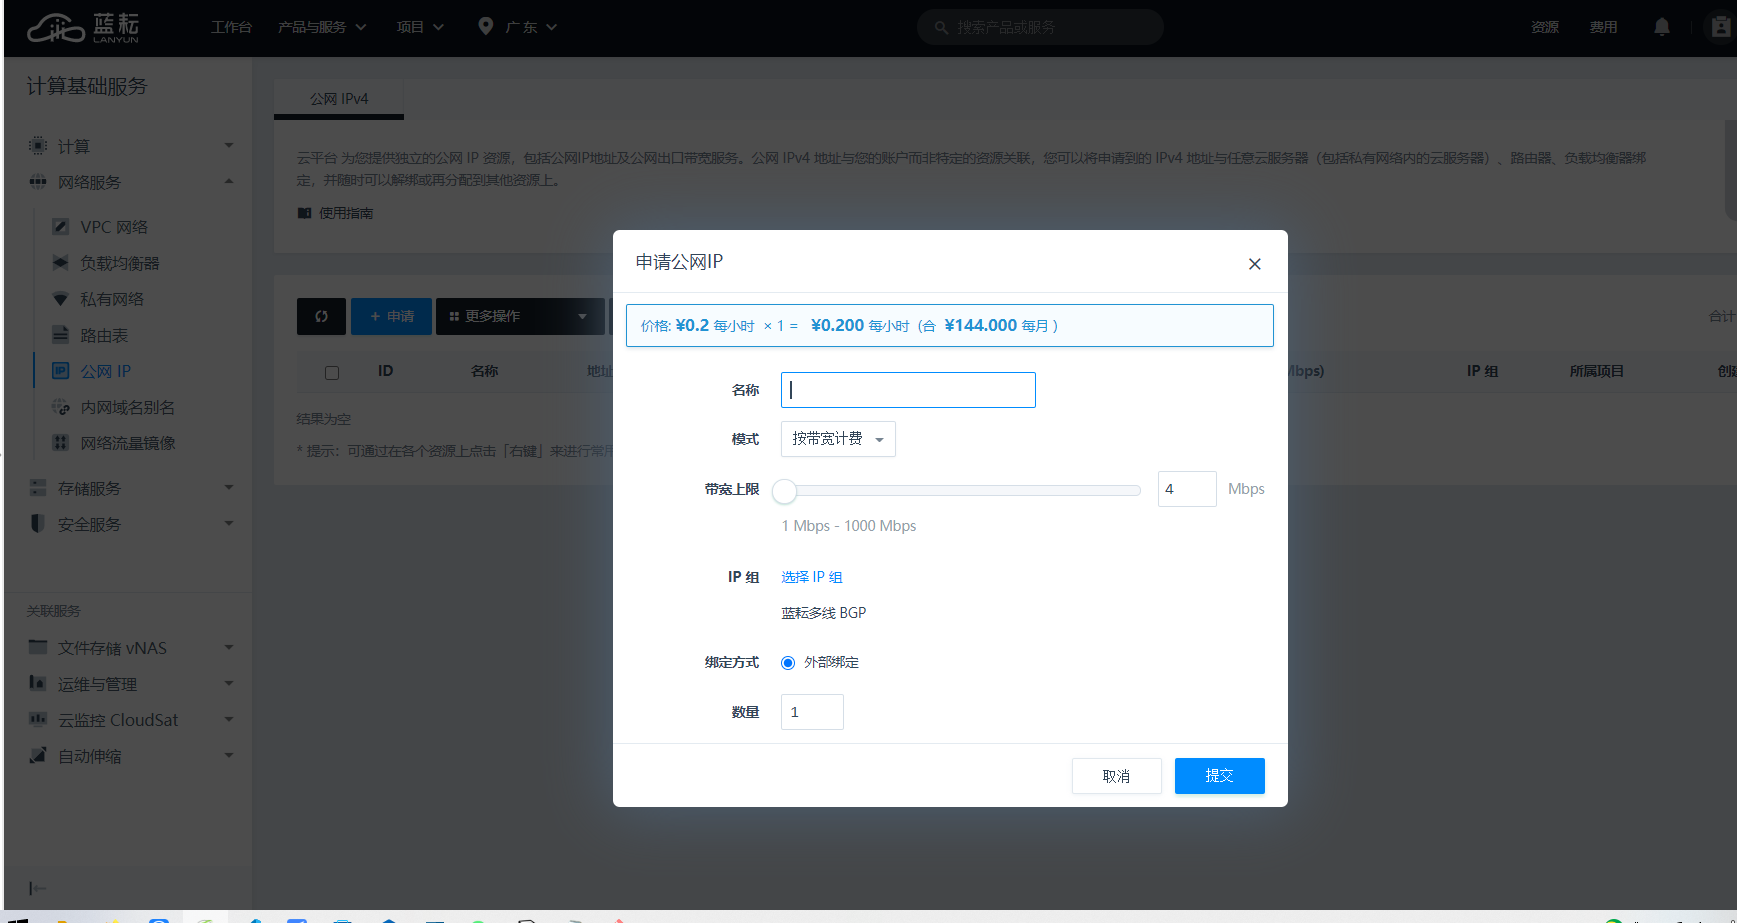 蓝耘
LANYUN
工作台
产品与服务
项目
广东
搜索产品或服务
资源
费用
计算基础服务
计算
网络服务
VPC 网络
负载均衡器
私有网络
路由表
公网 IP
内网域名别名
网络流量镜像
存储服务
安全服务
关联服务
文件存储 vNAS
运维与管理
云监控 CloudSat
自动伸缩
公网 IPv4
云平台 为您提供独立的公网 IP 资源，包括公网IP地址及公网出口带宽服务。公网 IPv4 地址与您的账户而非特定的资源关联，您可以将申请到的 IPv4 地址与任意云服务器（包括私有网络内的云服务器）、路由器、负载均衡器绑
定，并随时可以解绑或再分配到其他资源上。
使用指南
+ 申请
更多操作
合计
ID
名称
地址
Mbps)
IP 组
所属项目
创建
结果为空
* 提示：可通过在各个资源上点击「右键」来进行常用
申请公网IP
价格: ¥0.2 每小时 × 1 = ¥0.200 每小时 (合 ¥144.000 每月 )
名称
模式 按带宽计费
带宽上限 4 Mbps
1 Mbps - 1000 Mbps
IP 组 选择 IP 组
蓝耘多线 BGP
绑定方式 外部绑定
数量 1
取消
提交